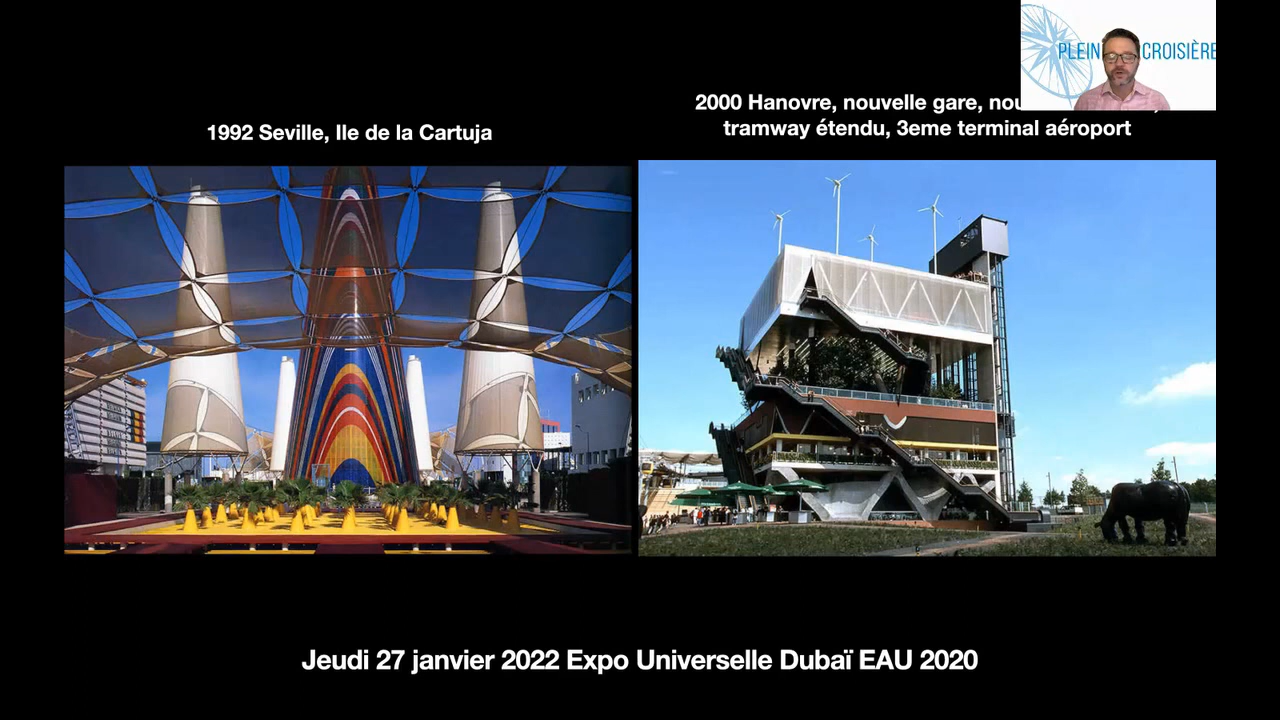 PLEIN CROISIÈRE
1992 Seville, Ile de la Cartuja
2000 Hanovre, nouvelle gare,
tramway étendu, 3eme terminal aéroport
Jeudi 27 janvier 2022 Expo Universelle Dubaï EAU 2020